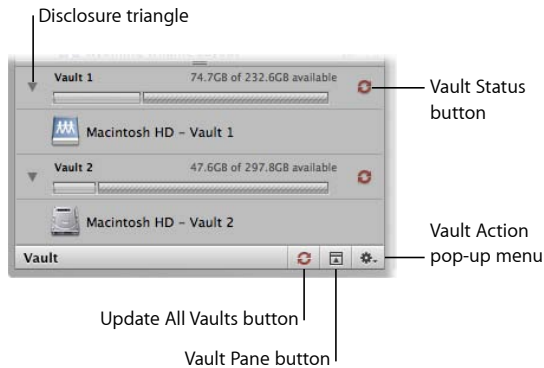 Disclosure triangle
Vault 1 74.7GB of 232.6GB available
Vault Status
button
Macintosh HD – Vault 1
Vault 2 47.6GB of 297.8GB available
Macintosh HD – Vault 2
Vault Action
pop-up menu
Vault
Update All Vaults button
Vault Pane button